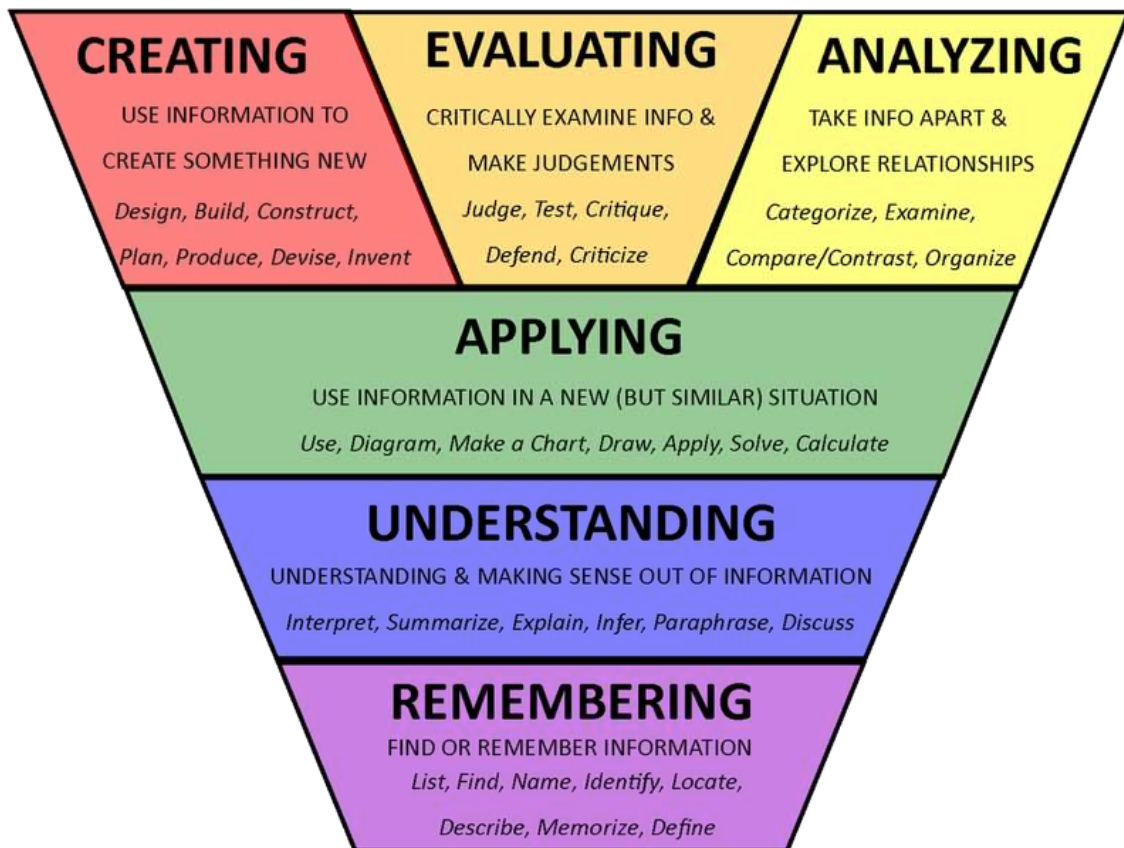 CREATING
USE INFORMATION TO
CREATE SOMETHING NEW
Design, Build, Construct,
Plan, Produce, Devise, Invent
EVALUATING
CRITICALLY EXAMINE INFO &
MAKE JUDGEMENTS
Judge, Test, Critique,
Defend, Criticize
ANALYZING
TAKE INFO APART &
EXPLORE RELATIONSHIPS
Categorize, Examine,
Compare/Contrast, Organize
APPLYING
USE INFORMATION IN A NEW (BUT SIMILAR) SITUATION
Use, Diagram, Make a Chart, Draw, Apply, Solve, Calculate
UNDERSTANDING
UNDERSTANDING & MAKING SENSE OUT OF INFORMATION
Interpret, Summarize, Explain, Infer, Paraphrase, Discuss
REMEMBERING
FIND OR REMEMBER INFORMATION
List, Find, Name, Identify, Locate,
Describe, Memorize, Define